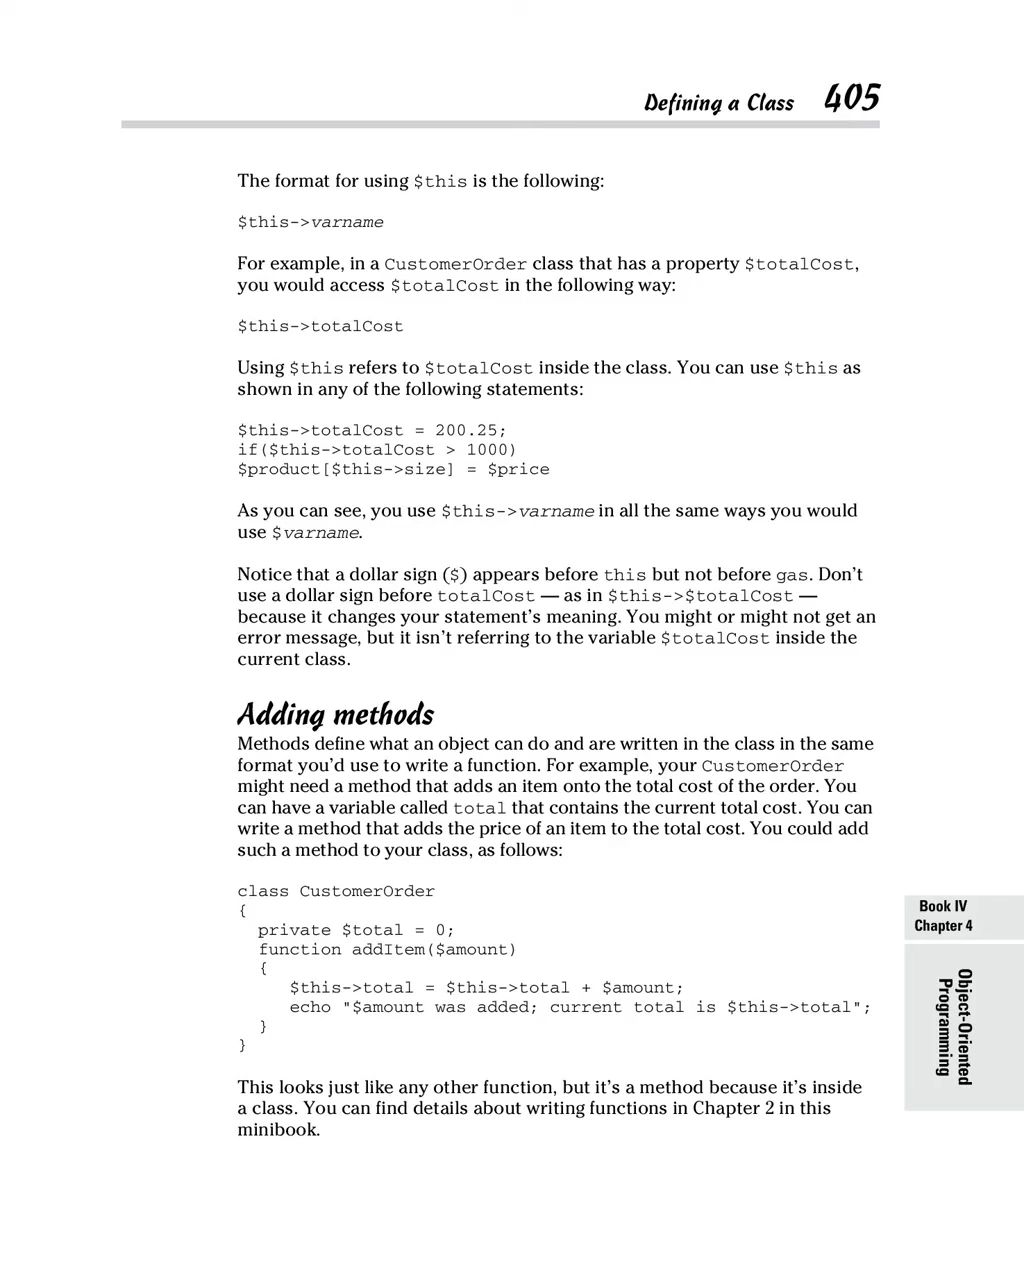 Defining a Class 405
The format for using $this is the following:
$this->varname
For example, in a CustomerOrder class that has a property $totalCost,
you would access $totalCost in the following way:
$this->totalCost
Using $this refers to $totalCost inside the class. You can use $this as
shown in any of the following statements:
$this->totalCost = 200.25;
if($this->totalCost > 1000)
$product[$this->size] = $price
As you can see, you use $this->varname in all the same ways you would
use $varname.
Notice that a dollar sign ($) appears before this but not before gas. Don’t
use a dollar sign before totalCost — as in $this->$totalCost —
because it changes your statement’s meaning. You might or might not get an
error message, but it isn’t referring to the variable $totalCost inside the
current class.
Adding methods
Methods define what an object can do and are written in the class in the same
format you’d use to write a function. For example, your CustomerOrder
might need a method that adds an item onto the total cost of the order. You
can have a variable called total that contains the current total cost. You can
write a method that adds the price of an item to the total cost. You could add
such a method to your class, as follows:
class CustomerOrder
{
  private $total = 0;
  function addItem($amount)
  {
     $this->total = $this->total + $amount;
     echo "$amount was added; current total is $this->total";
  }
}
This looks just like any other function, but it’s a method because it’s inside
a class. You can find details about writing functions in Chapter 2 in this
minibook.
Book IV
Chapter 4
Object-Oriented
Programming